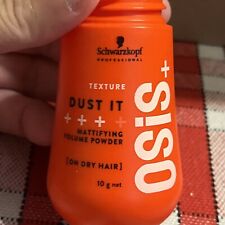 Schwarzkopf
PROFESSIONAL
TEXTURE
DUST IT
+ + + +
MATTIFYING
VOLUME POWDER
[ON DRY HAIR]
10 g net
OSiS+